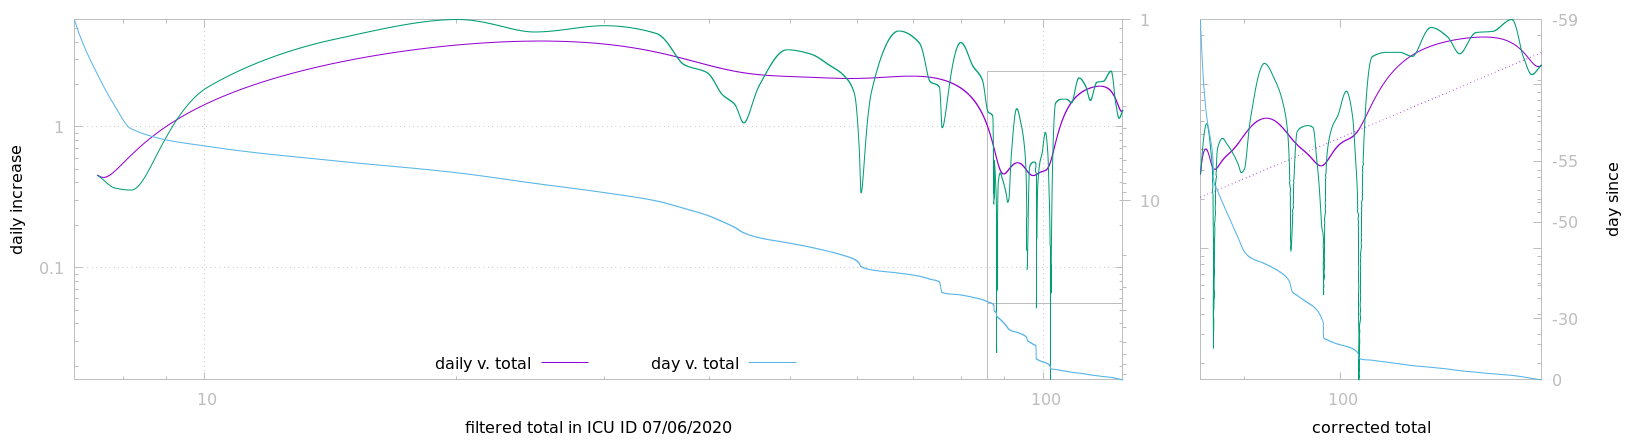 daily increase
1
0.1
10
100
1
10
daily v. total
day v. total
filtered total in ICU ID 07/06/2020
-59
-55
-50
-30
0
day since
100
corrected total